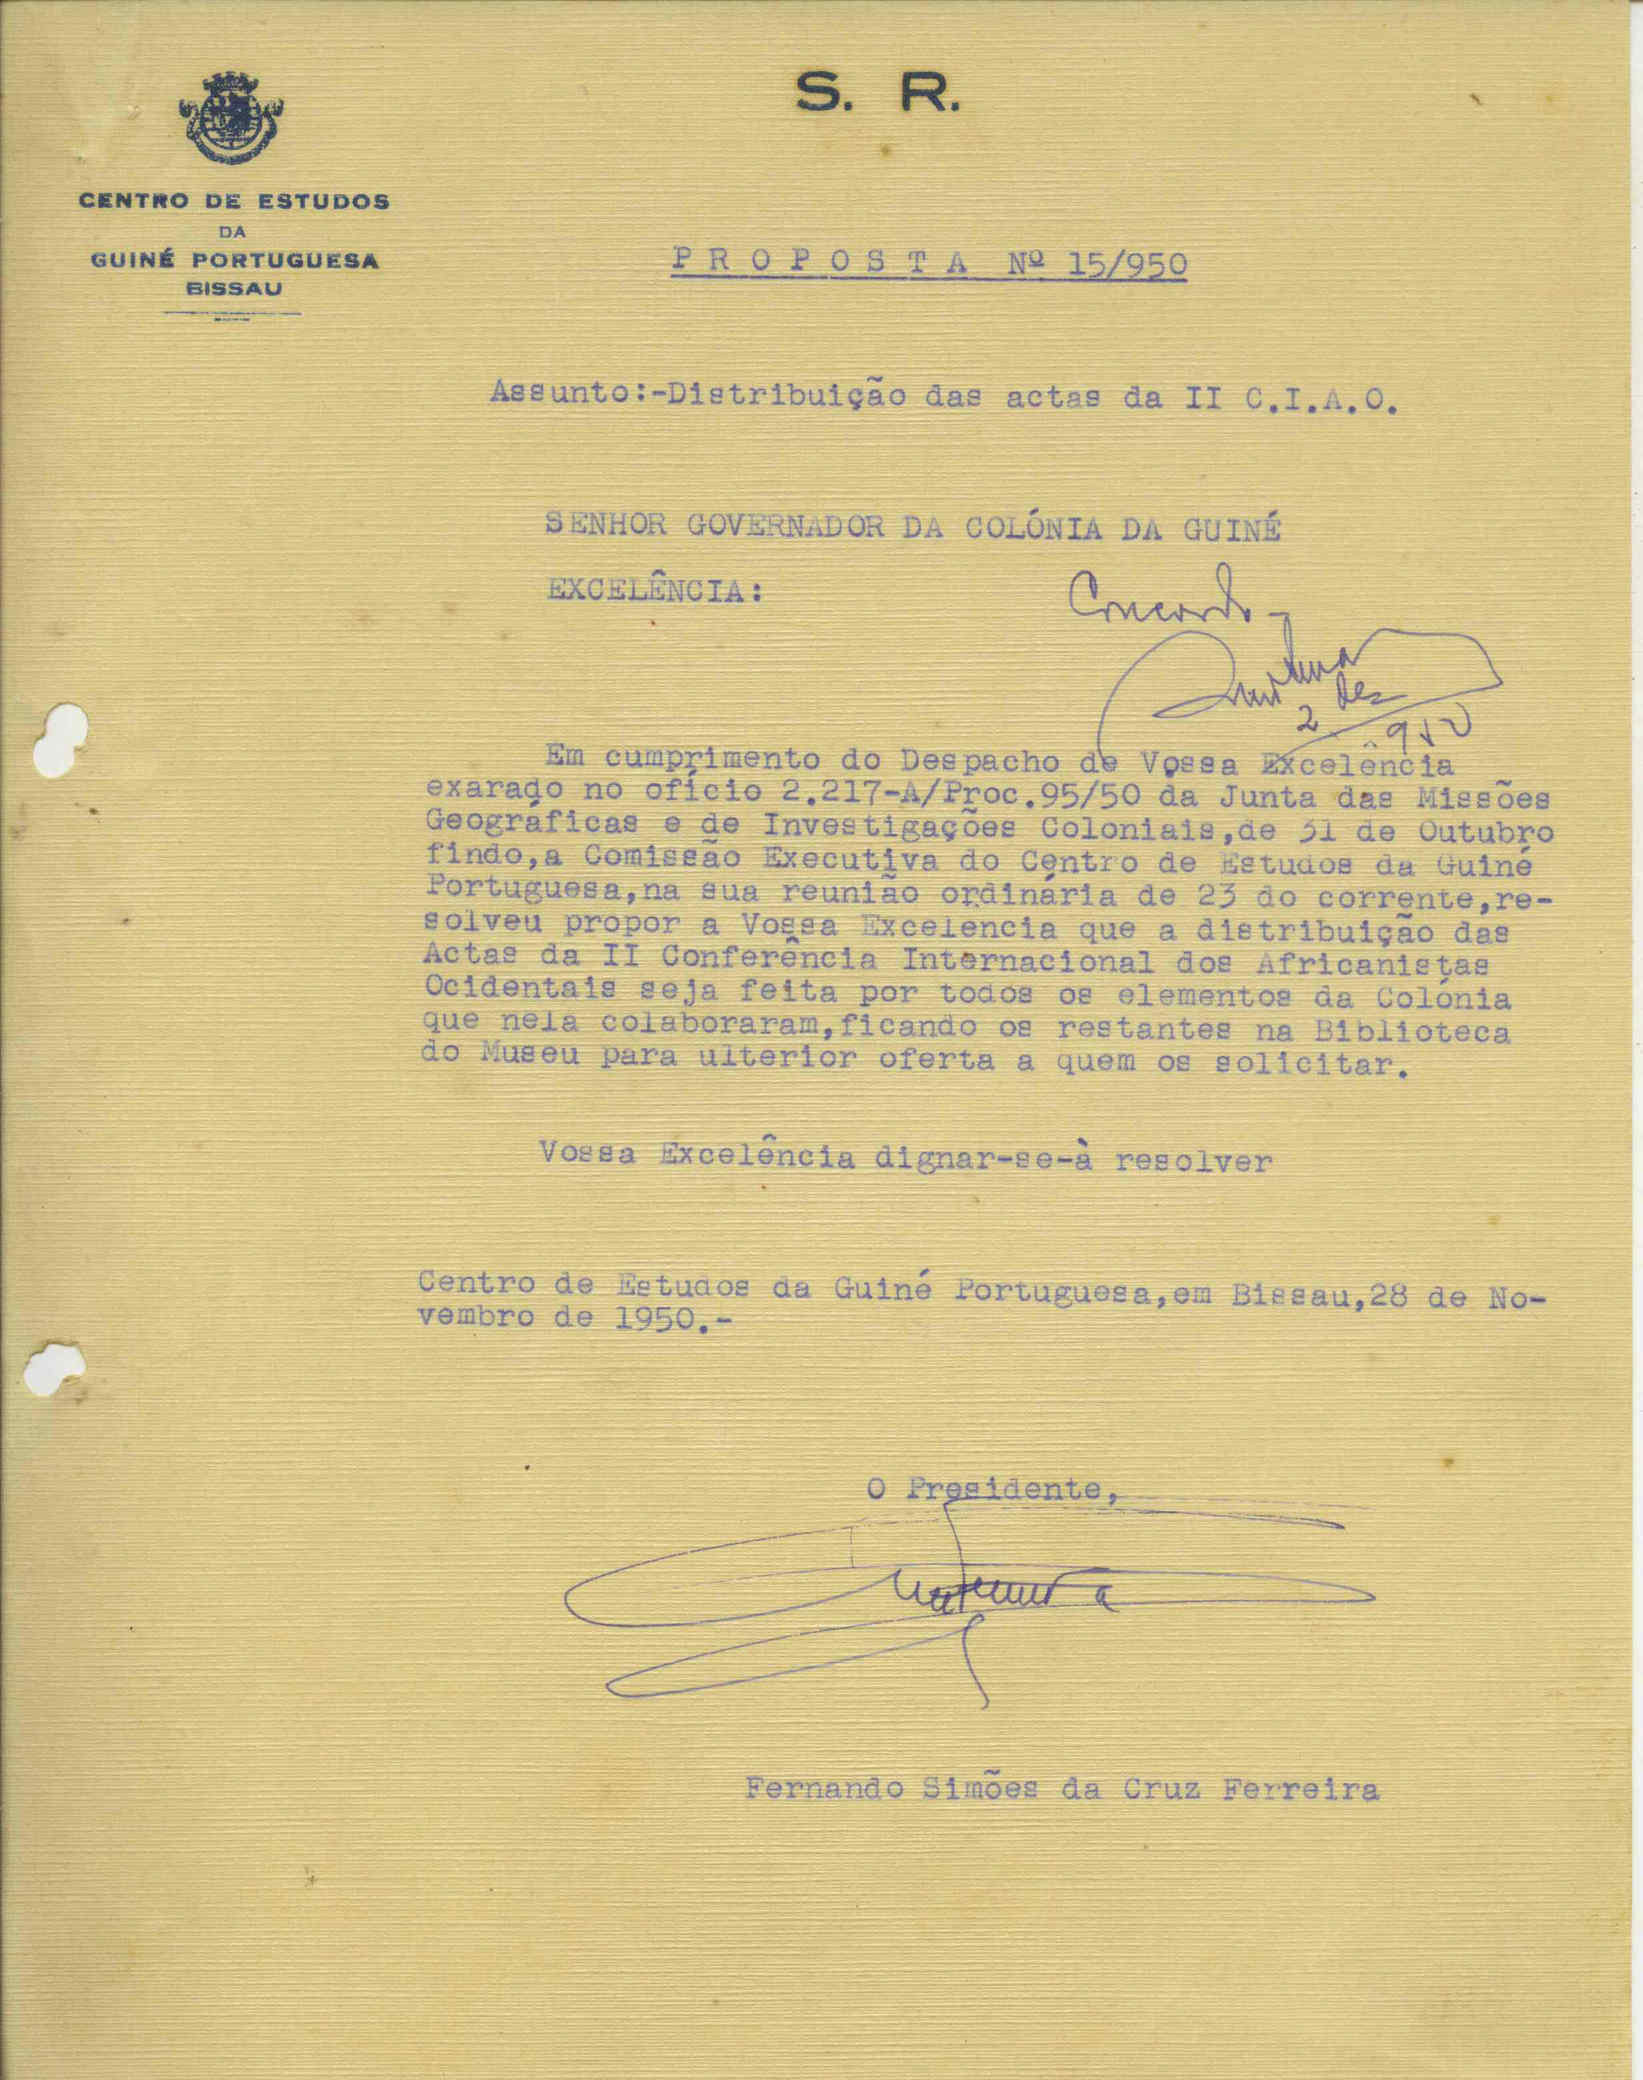 S. R.
CENTRO DE ESTUDOS
DA
GUINÉ PORTUGUESA
BISSAU
PROPOSTA Nº 15/950
Assunto:-Distribuição das actas da II C.I.A.O.
SENHOR GOVERNADOR DA COLÓNIA DA GUINÉ
EXCELÊNCIA:
Concordo-
2 dez
950
Em cumprimento do Despacho de Vossa Excelência
exarado no ofício 2.217-A/Proc.95/50 da Junta das Missões
Geográficas e de Investigações Coloniais,de 31 de Outubro
findo,a Comissão Executiva do Centro de Estudos da Guiné
Portuguesa,na sua reunião ordinária de 23 do corrente,re-
solveu propor a Vossa Excelencia que a distribuição das
Actas da II Conferência Internacional dos Africanistas
Ocidentais seja feita por todos os elementos da Colónia
que nela colaboraram,ficando os restantes na Biblioteca
do Museu para ulterior oferta a quem os solicitar.
Vossa Excelência dignar-se-à resolver
Centro de Estudos da Guiné Portuguesa,em Bissau,28 de No-
vembro de 1950.-
O Presidente,
Fernando Simões da Cruz Ferreira